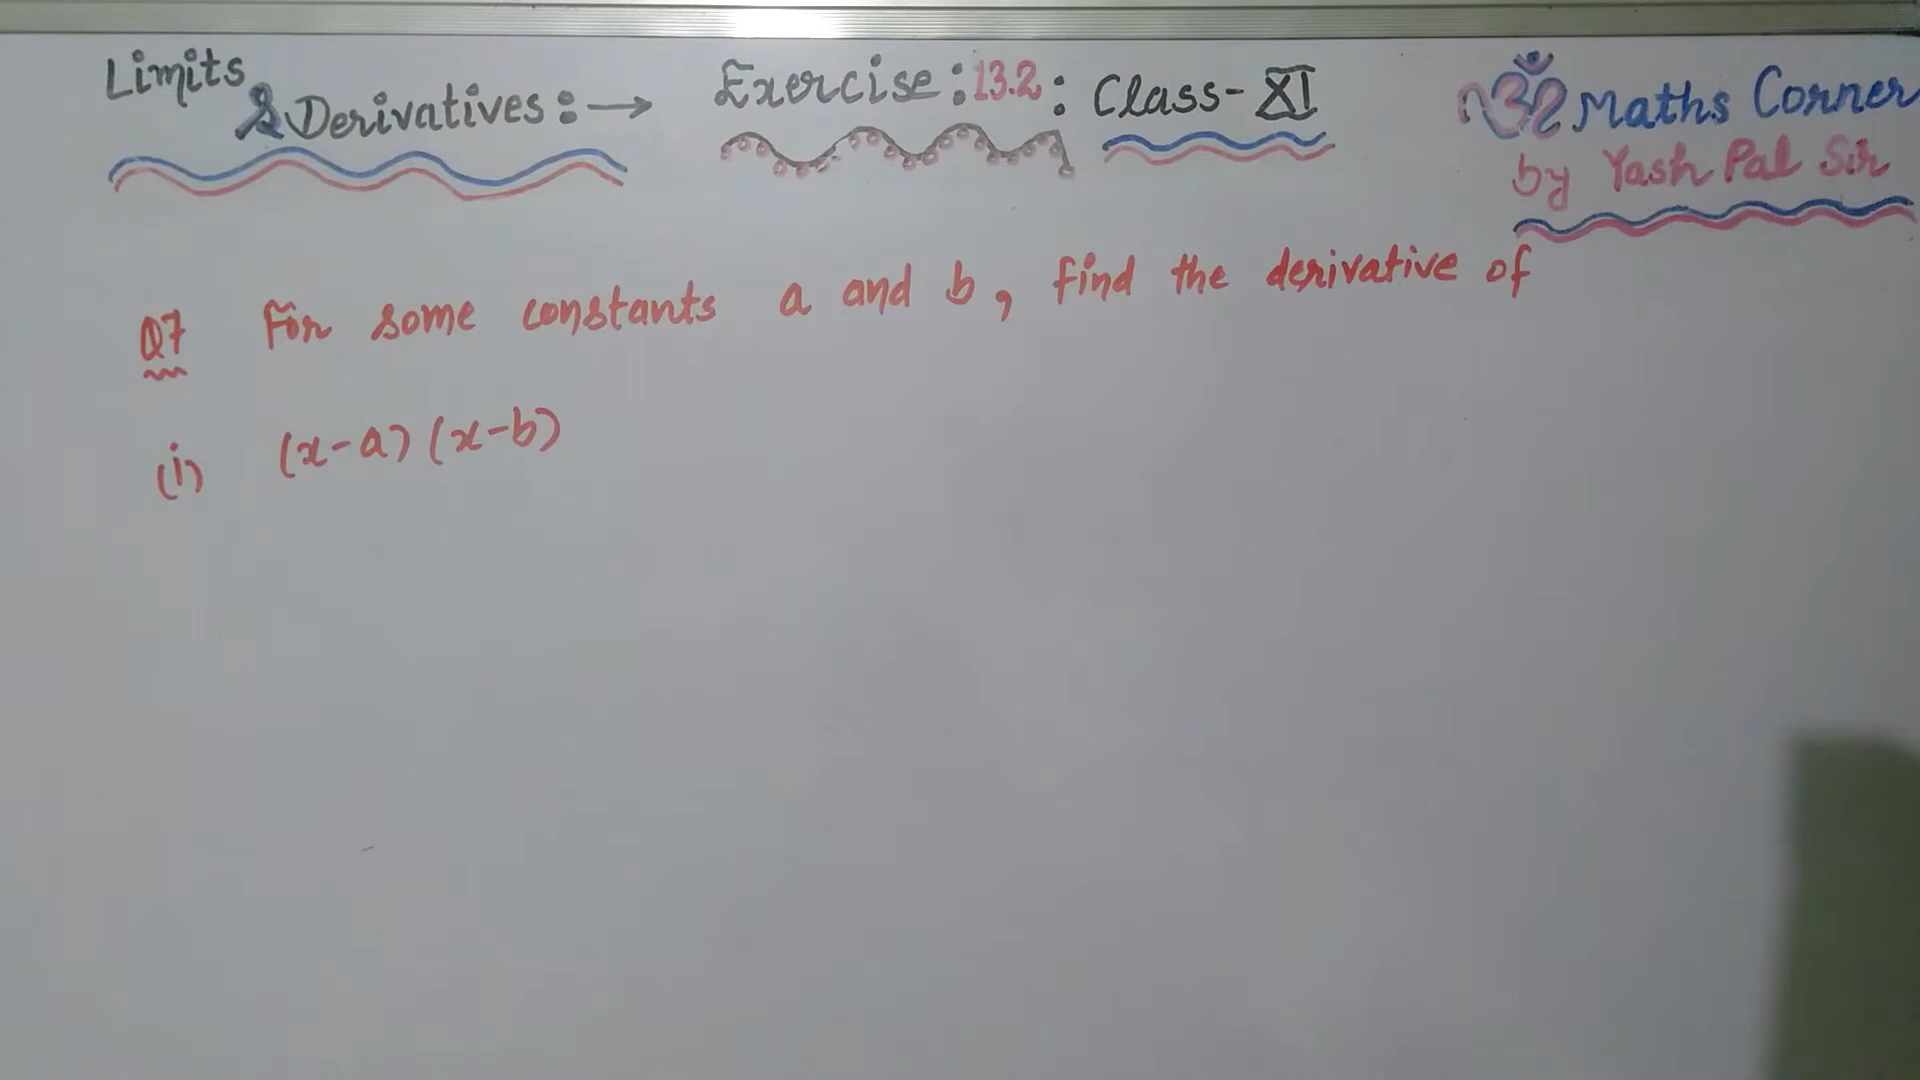 Limits & Derivatives :→ Exercise : 13.2 : Class-XI
ॐ Maths Corner
by Yash Pal Sir
Q7 For some constants a and b, find the derivative of
(i) (x-a) (x-b)